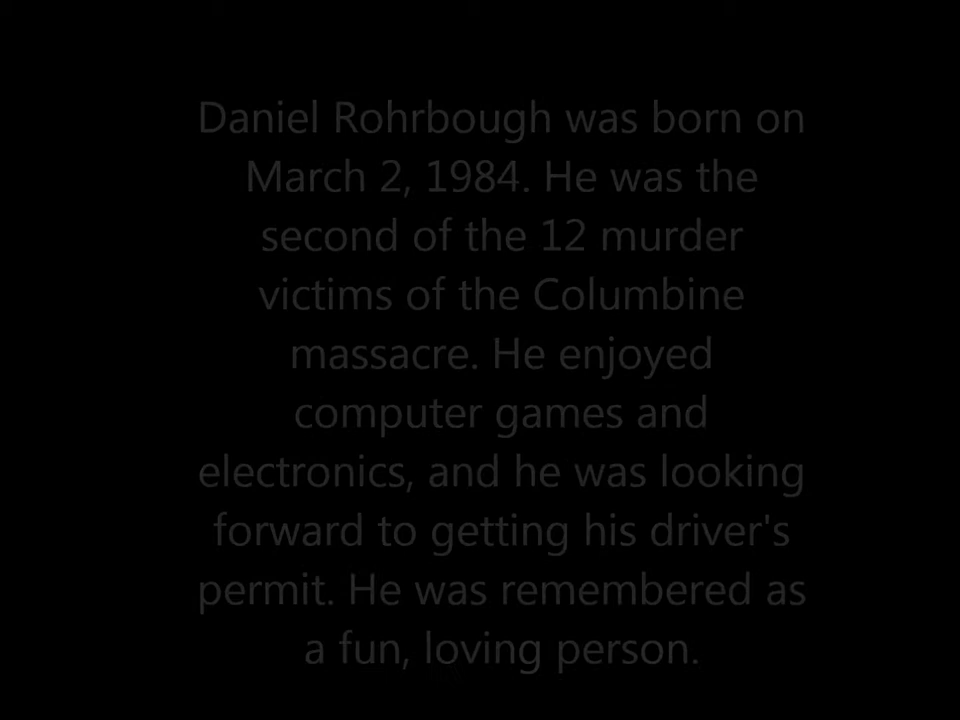 Daniel Rohrbough was born on
March 2, 1984. He was the
second of the 12 murder
victims of the Columbine
massacre. He enjoyed
computer games and
electronics, and he was looking
forward to getting his driver's
permit. He was remembered as
a fun, loving person.